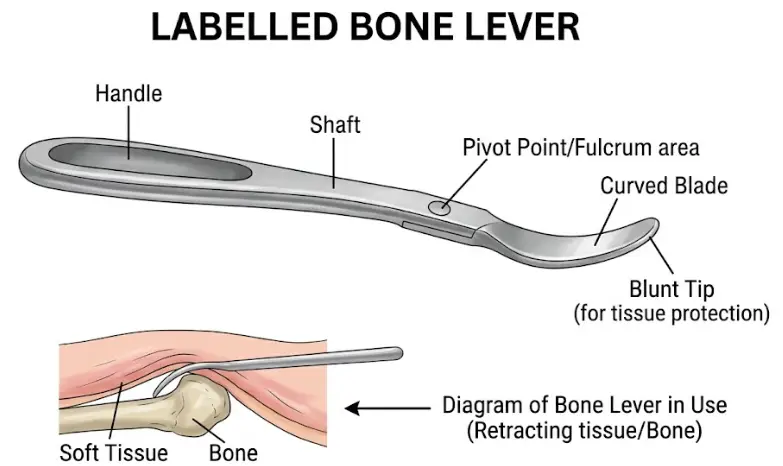 LABELLED BONE LEVER
Handle
Shaft
Pivot Point/Fulcrum area
Curved Blade
Blunt Tip
(for tissue protection)
Soft Tissue
Bone
Diagram of Bone Lever in Use
(Retracting tissue/Bone)